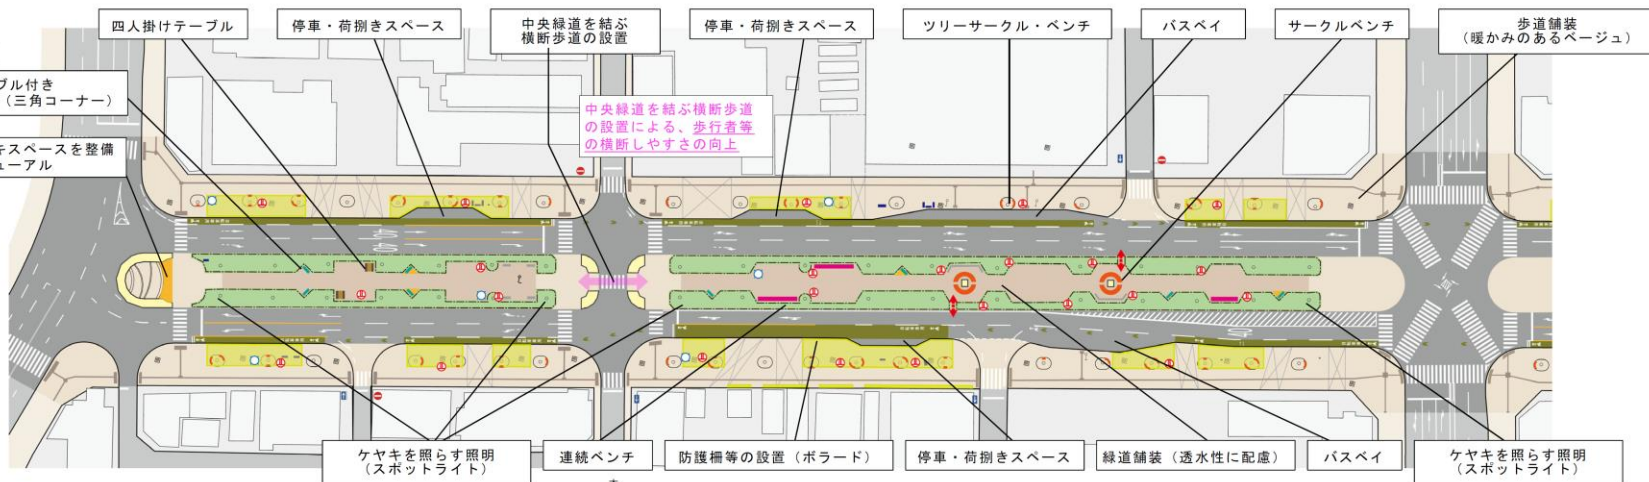 四人掛けテーブル
停車・荷捌きスペース
中央緑道を結ぶ
横断歩道の設置
停車・荷捌きスペース
ツリーサークル・ベンチ
バスベイ
サークルベンチ
歩道舗装
（暖かみのあるベージュ）
ブル付き
（三角コーナー）
キスペースを整備
ューアル
中央緑道を結ぶ横断歩道
の設置による、歩行者等
の横断しやすさの向上
ケヤキを照らす照明
（スポットライト）
連続ベンチ
防護柵等の設置（ボラード）
停車・荷捌きスペース
緑道舗装（透水性に配慮）
バスベイ
ケヤキを照らす照明
（スポットライト）